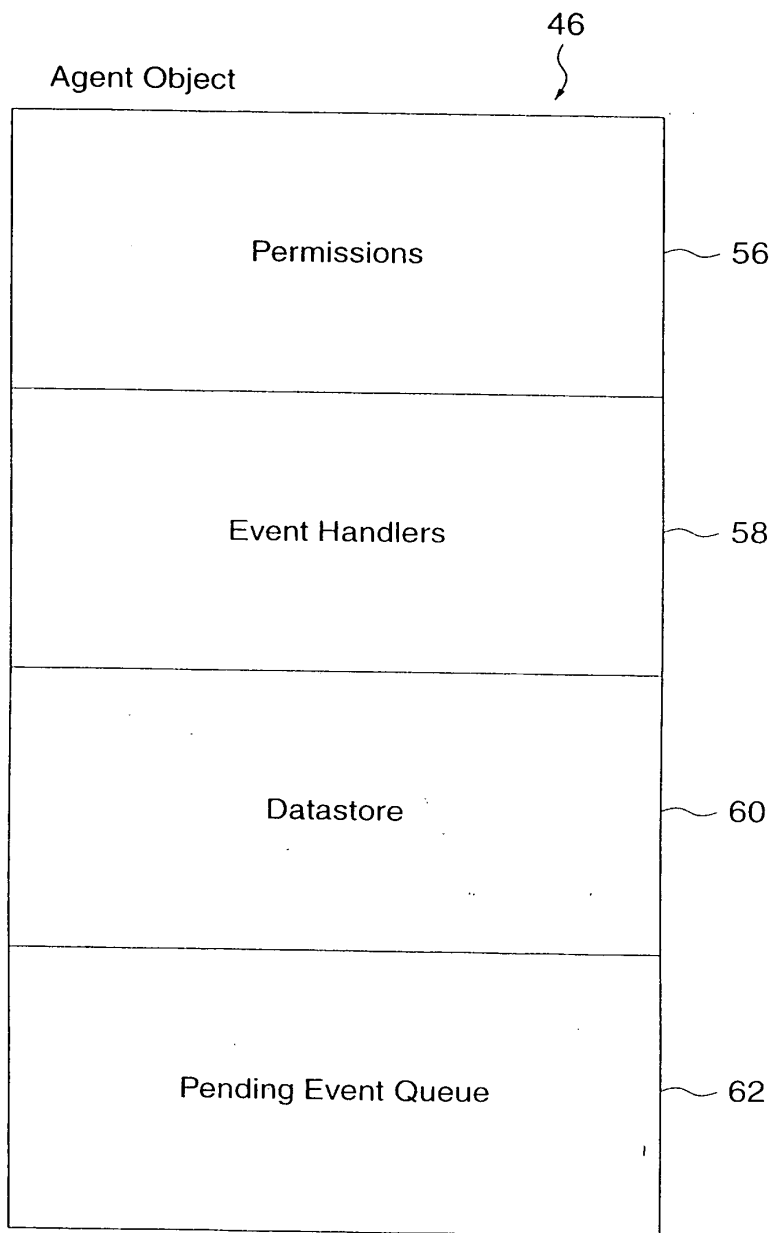 46
Agent Object
Permissions
56
Event Handlers
58
Datastore
60
Pending Event Queue
62